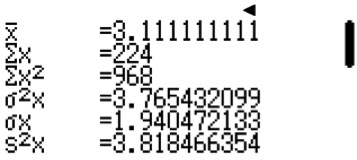 x̄ =3.111111111
Σx =224
Σx² =968
σ²x =3.765432099
σx =1.940472133
s²x =3.818466354